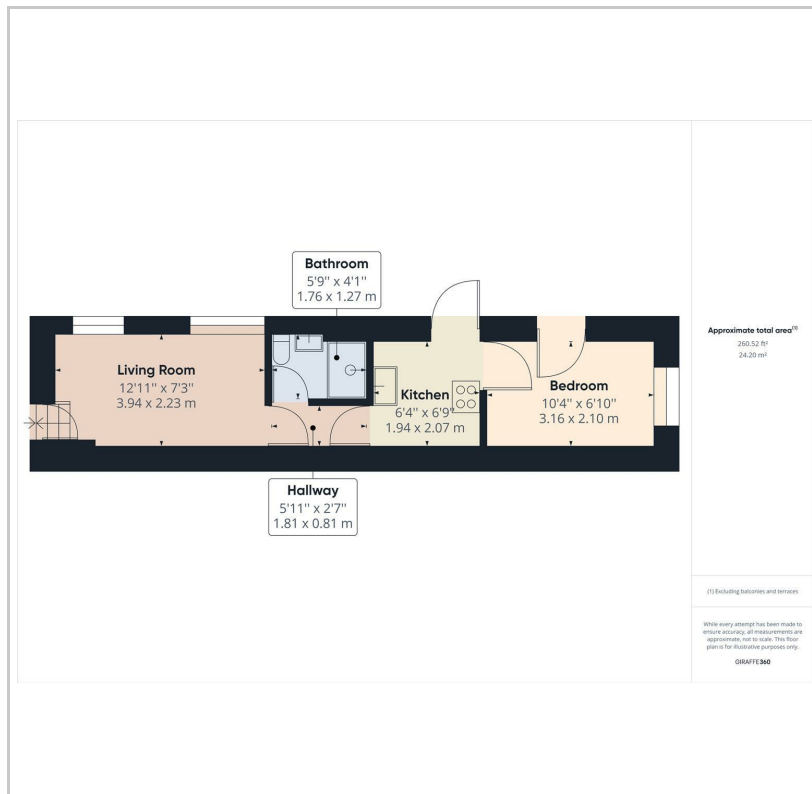 Bathroom
5'9" x 4'1"
1.76 x 1.27 m
Living Room
12'11" x 7'3"
3.94 x 2.23 m
Kitchen
6'4" x 6'9"
1.94 x 2.07 m
Bedroom
10'4" x 6'10"
3.16 x 2.10 m
Hallway
5'11" x 2'7"
1.81 x 0.81 m
Approximate total area(1)
260.52 ft²
24.20 m²
(1) Excluding balconies and terraces
While every attempt has been made to
ensure accuracy, all measurements are
approximate, not to scale. This floor
plan is for illustrative purposes only.
GIRAFFE360